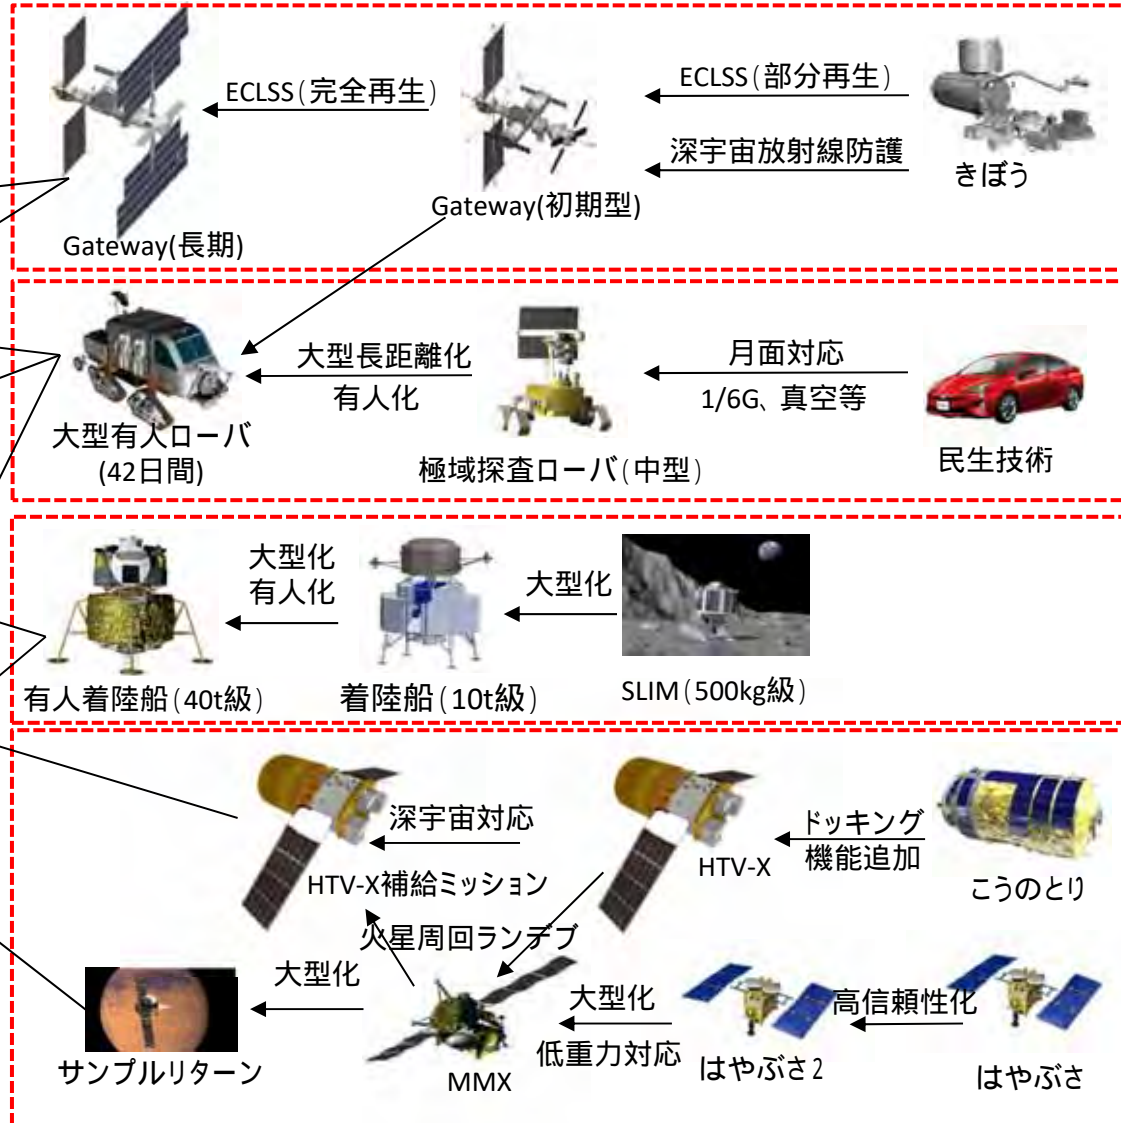 ECLSS(完全再生)
ECLSS(部分再生)
深宇宙放射線防護
きぼう
Gateway(初期型)
Gateway(長期)
大型長距離化
有人化
月面対応
1/6G、真空等
大型有人ローバ
(42日間)
極域探査ローバ(中型)
民生技術
大型化
有人化
大型化
有人着陸船(40t級)
着陸船(10t級)
SLIM(500kg級)
深宇宙対応
ドッキング
機能追加
HTV-X補給ミッション
HTV-X
こうのとり
火星周回ランデブ
大型化
大型化
低重力対応
高信頼性化
サンプルリターン
MMX
はやぶさ2
はやぶさ